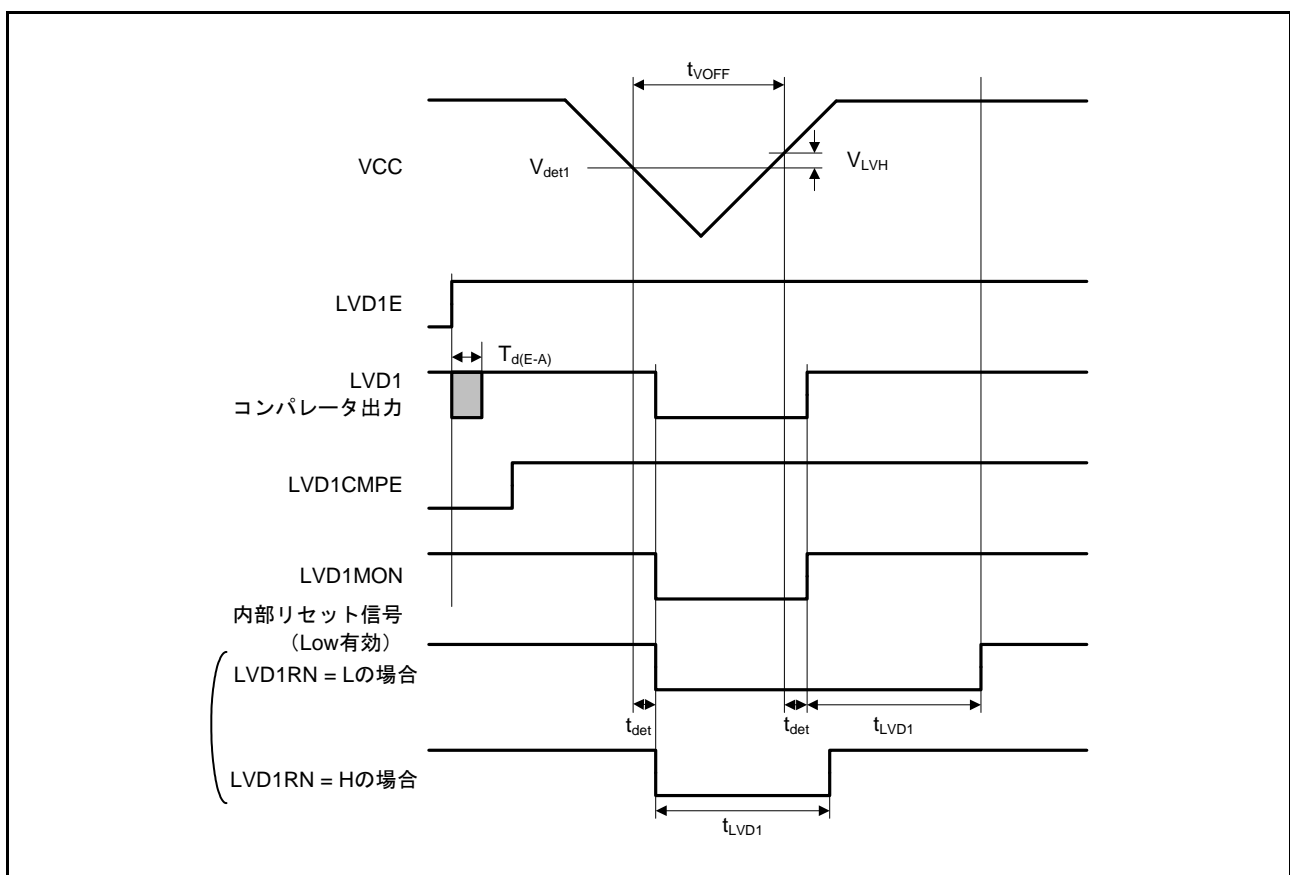 tVOFF
VCC
Vdet1
VLVH
LVD1E
Td(E-A)
LVD1
コンパレータ出力
LVD1CMPE
LVD1MON
内部リセット信号
（Low有効）
LVD1RN = Lの場合
tdet
tdet
tLVD1
LVD1RN = Hの場合
tLVD1